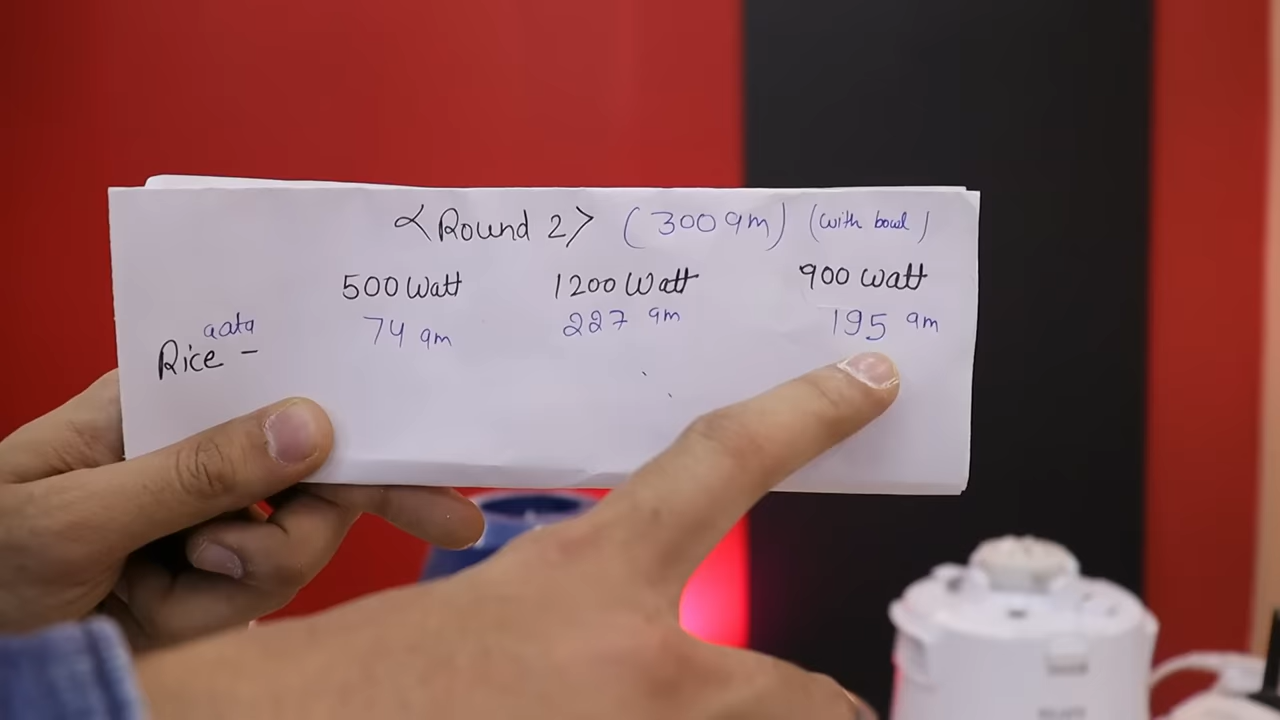 <Round 2> (300 gm) (with bowl)
500 Watt 1200 Watt 900 watt
aata 74 gm 227 gm 195 gm
Rice -